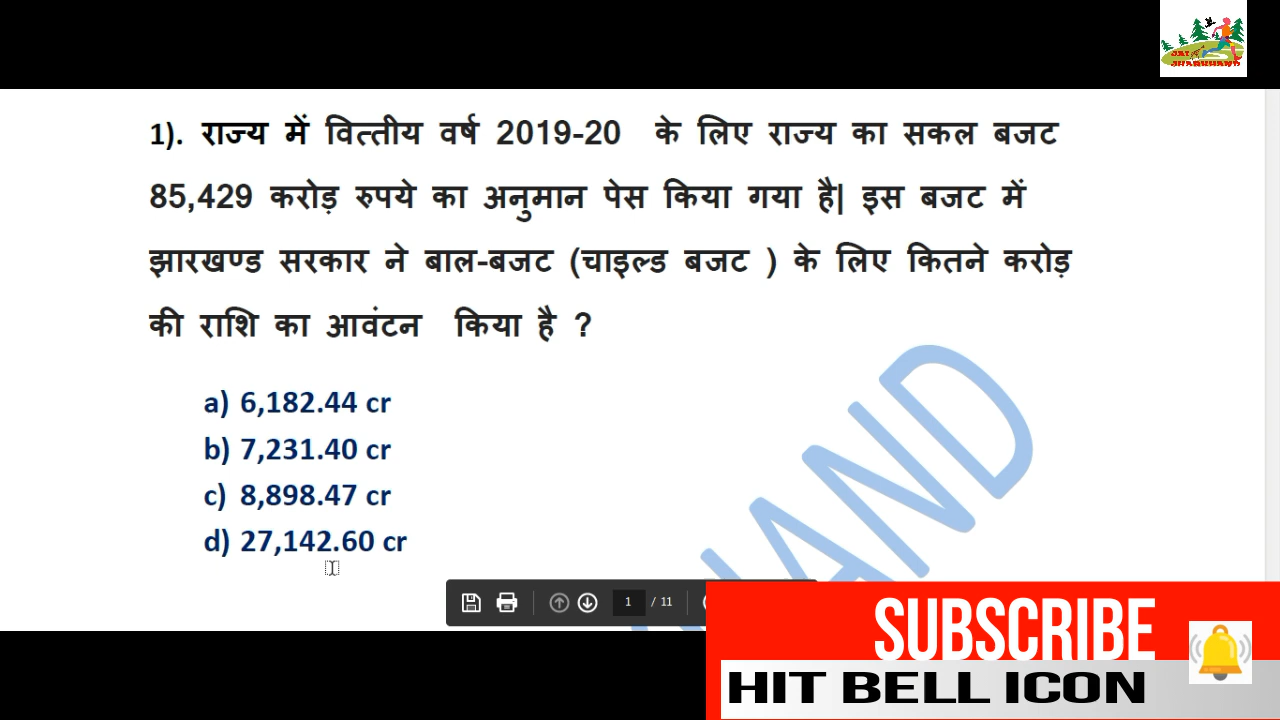 JAI
JHARKHAND
1). राज्य में वित्तीय वर्ष 2019-20 के लिए राज्य का सकल बजट
85,429 करोड़ रुपये का अनुमान पेस किया गया है| इस बजट में
झारखण्ड सरकार ने बाल-बजट (चाइल्ड बजट ) के लिए कितने करोड़
की राशि का आवंटन किया है ?
a) 6,182.44 cr
b) 7,231.40 cr
c) 8,898.47 cr
d) 27,142.60 cr
1 / 11
SUBSCRIBE
HIT BELL ICON